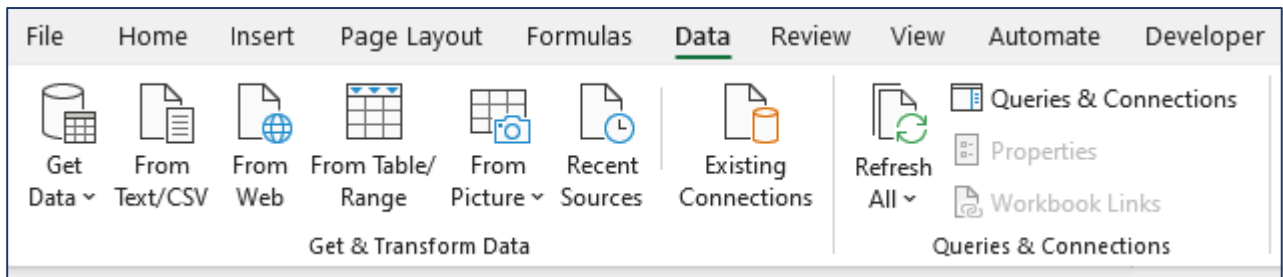 File Home Insert Page Layout Formulas Data Review View Automate Developer
Get Data
From Text/CSV
From Web
From Table/ Range
From Picture
Recent Sources
Existing Connections
Get & Transform Data
Refresh All
Queries & Connections
Properties
Workbook Links
Queries & Connections